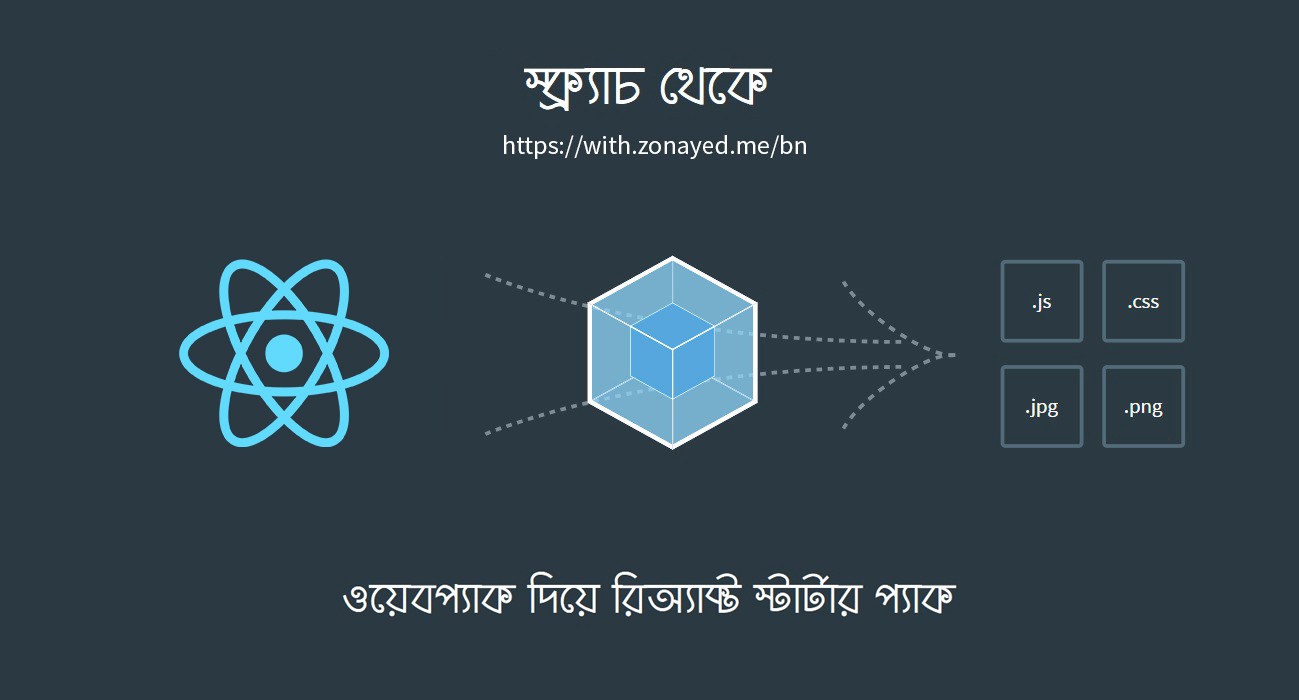 স্ক্র্যাচ থেকে
https://with.zonayed.me/bn
.js
.css
.jpg
.png
ওয়েবপ্যাক দিয়ে রিঅ্যাক্ট স্টার্টার প্যাক